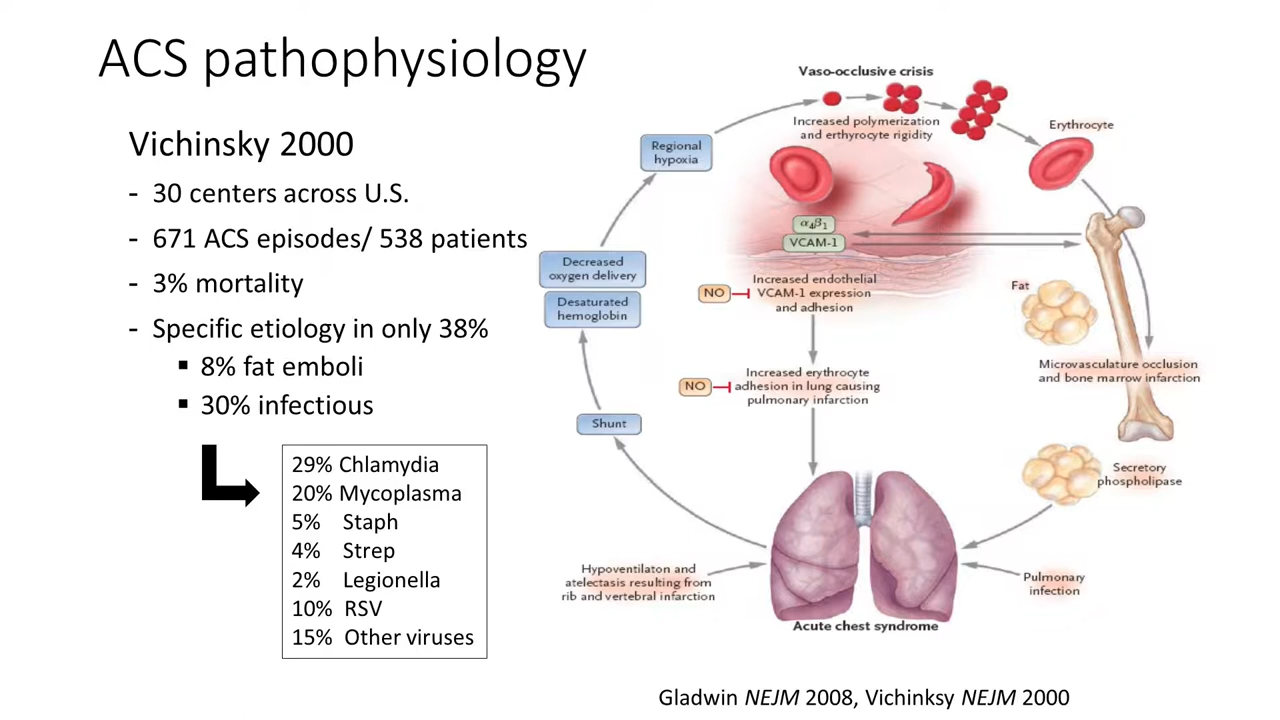 ACS pathophysiology
Vichinsky 2000
- 30 centers across U.S.
- 671 ACS episodes/ 538 patients
- 3% mortality
- Specific etiology in only 38%
▪ 8% fat emboli
▪ 30% infectious
29% Chlamydia
20% Mycoplasma
5% Staph
4% Strep
2% Legionella
10% RSV
15% Other viruses
Vaso-occlusive crisis
Increased polymerization
and erthyrocyte rigidity
Erythrocyte
Regional
hypoxia
α4β1
VCAM-1
Decreased
oxygen delivery
Desaturated
hemoglobin
NO
Increased endothelial
VCAM-1 expression
and adhesion
Fat
Microvasculature occlusion
and bone marrow infarction
NO
Increased erythrocyte
adhesion in lung causing
pulmonary infarction
Shunt
Secretory
phospholipase
Hypoventilaton and
atelectasis resulting from
rib and vertebral infarction
Pulmonary
infection
Acute chest syndrome
Gladwin NEJM 2008, Vichinksy NEJM 2000